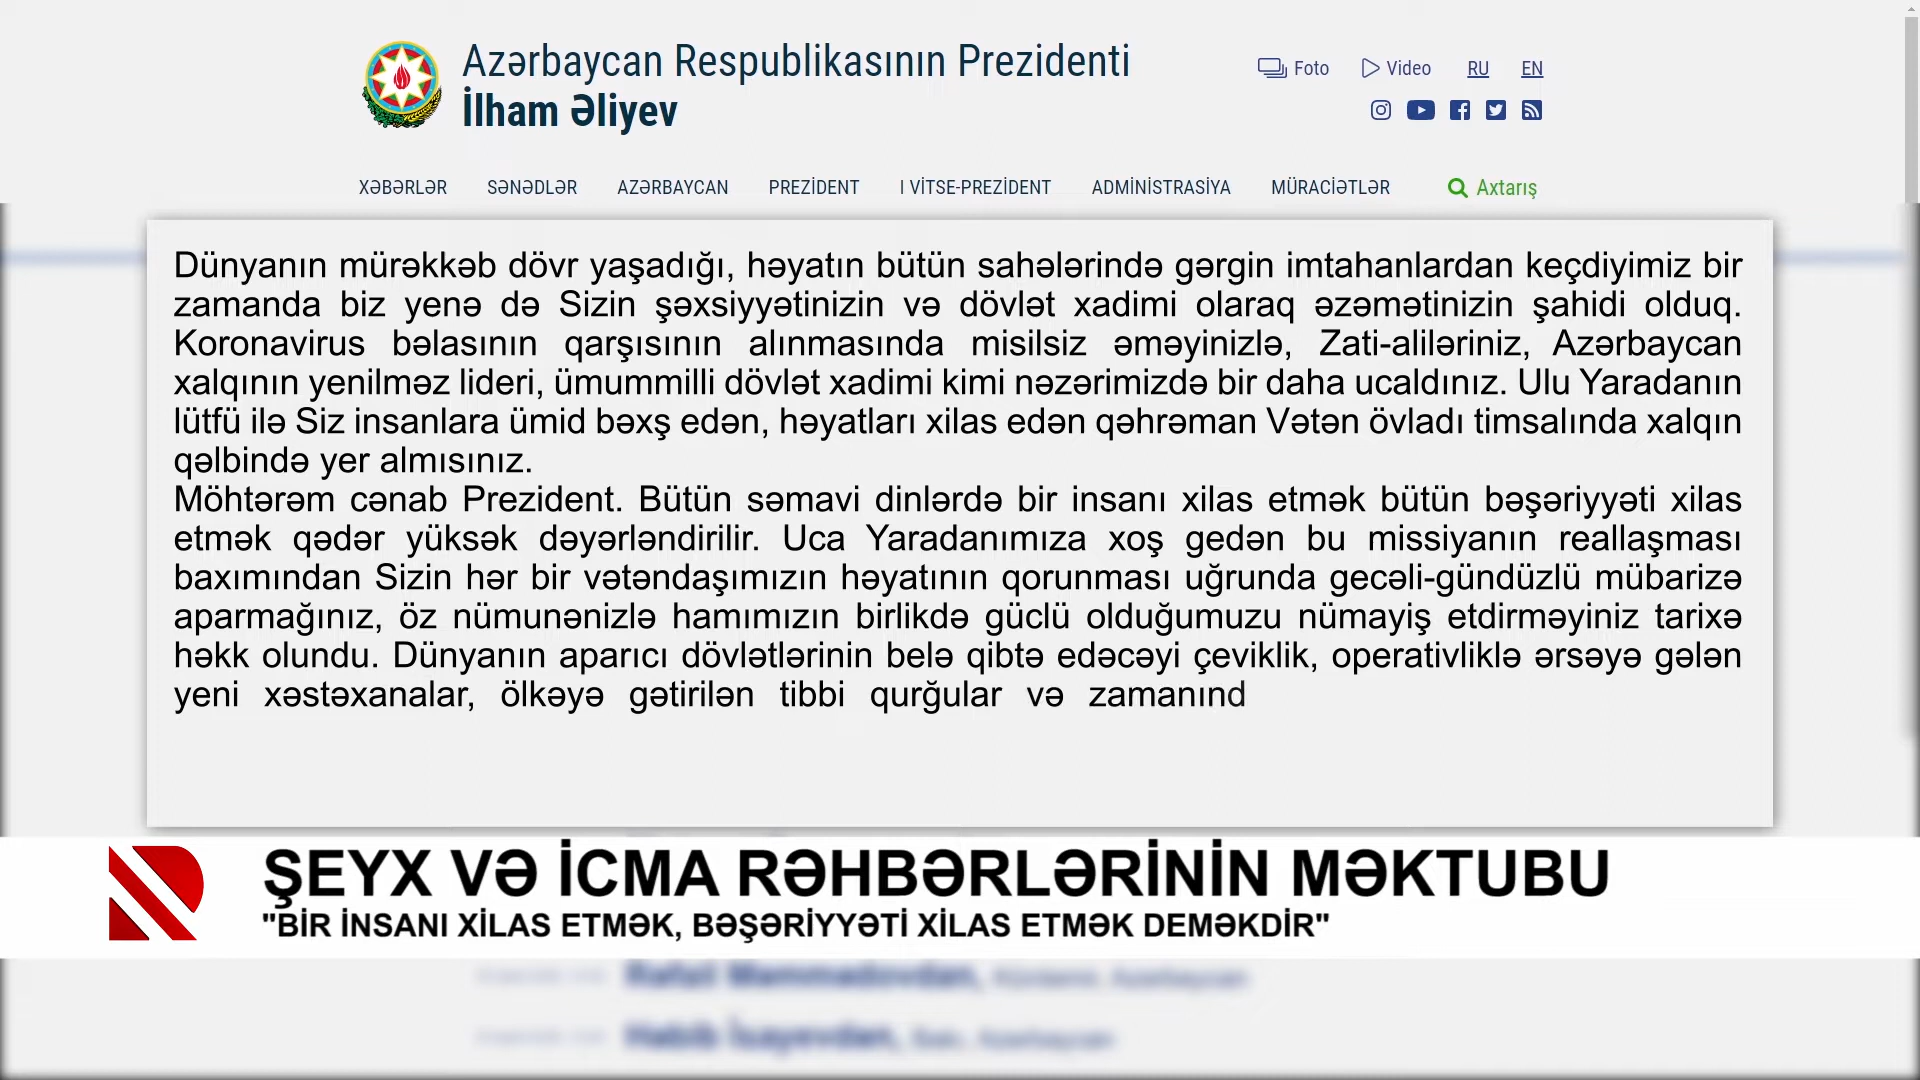 Azərbaycan Respublikasının Prezidenti
İlham Əliyev
Foto Video RU EN
XƏBƏRLƏR SƏNƏDLƏR AZƏRBAYCAN PREZİDENT I VİTSE-PREZİDENT ADMİNİSTRASİYA MÜRACİƏTLƏR Axtarış
Dünyanın mürəkkəb dövr yaşadığı, həyatın bütün sahələrində gərgin imtahanlardan keçdiyimiz bir
zamanda biz yenə də Sizin şəxsiyyətinizin və dövlət xadimi olaraq əzəmətinizin şahidi olduq.
Koronavirus bəlasının qarşısının alınmasında misilsiz əməyinizlə, Zati-aliləriniz, Azərbaycan
xalqının yenilməz lideri, ümummilli dövlət xadimi kimi nəzərimizdə bir daha ucaldınız. Ulu Yaradanın
lütfü ilə Siz insanlara ümid bəxş edən, həyatları xilas edən qəhrəman Vətən övladı timsalında xalqın
qəlbində yer almısınız.
Möhtərəm cənab Prezident. Bütün səmavi dinlərdə bir insanı xilas etmək bütün bəşəriyyəti xilas
etmək qədər yüksək dəyərləndirilir. Uca Yaradanımıza xoş gedən bu missiyanın reallaşması
baxımından Sizin hər bir vətəndaşımızın həyatının qorunması uğrunda gecəli-gündüzlü mübarizə
aparmağınız, öz nümunənizlə hamımızın birlikdə güclü olduğumuzu nümayiş etdirməyiniz tarixə
həkk olundu. Dünyanın aparıcı dövlətlərinin belə qibtə edəcəyi çeviklik, operativliklə ərsəyə gələn
yeni xəstəxanalar, ölkəyə gətirilən tibbi qurğular və zamanınd
ŞEYX VƏ İCMA RƏHBƏRLƏRİNİN MƏKTUBU
"BİR İNSANI XİLAS ETMƏK, BƏŞƏRİYYƏTİ XİLAS ETMƏK DEMƏKDİR"
Rafail Məmmədovdan, Kürdəmir, Azərbaycan
Həbib İsayevdən, Bakı, Azərbaycan